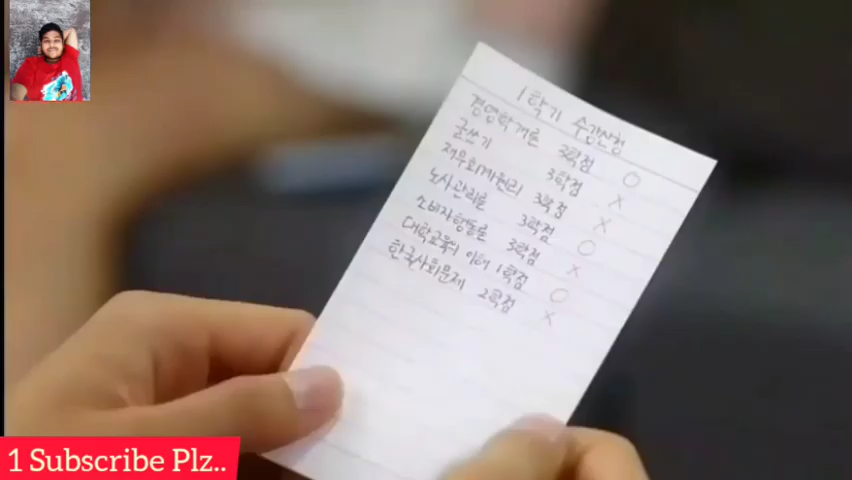 1학기 수강신청
경영학개론 3학점 O
글쓰기 3학점 X
재무회계원리 3학점 X
노사관리론 3학점 O
소비자행동론 3학점 X
대학교육의 이해 1학점 O
한국사회문제 2학점 X
1 Subscribe Plz..